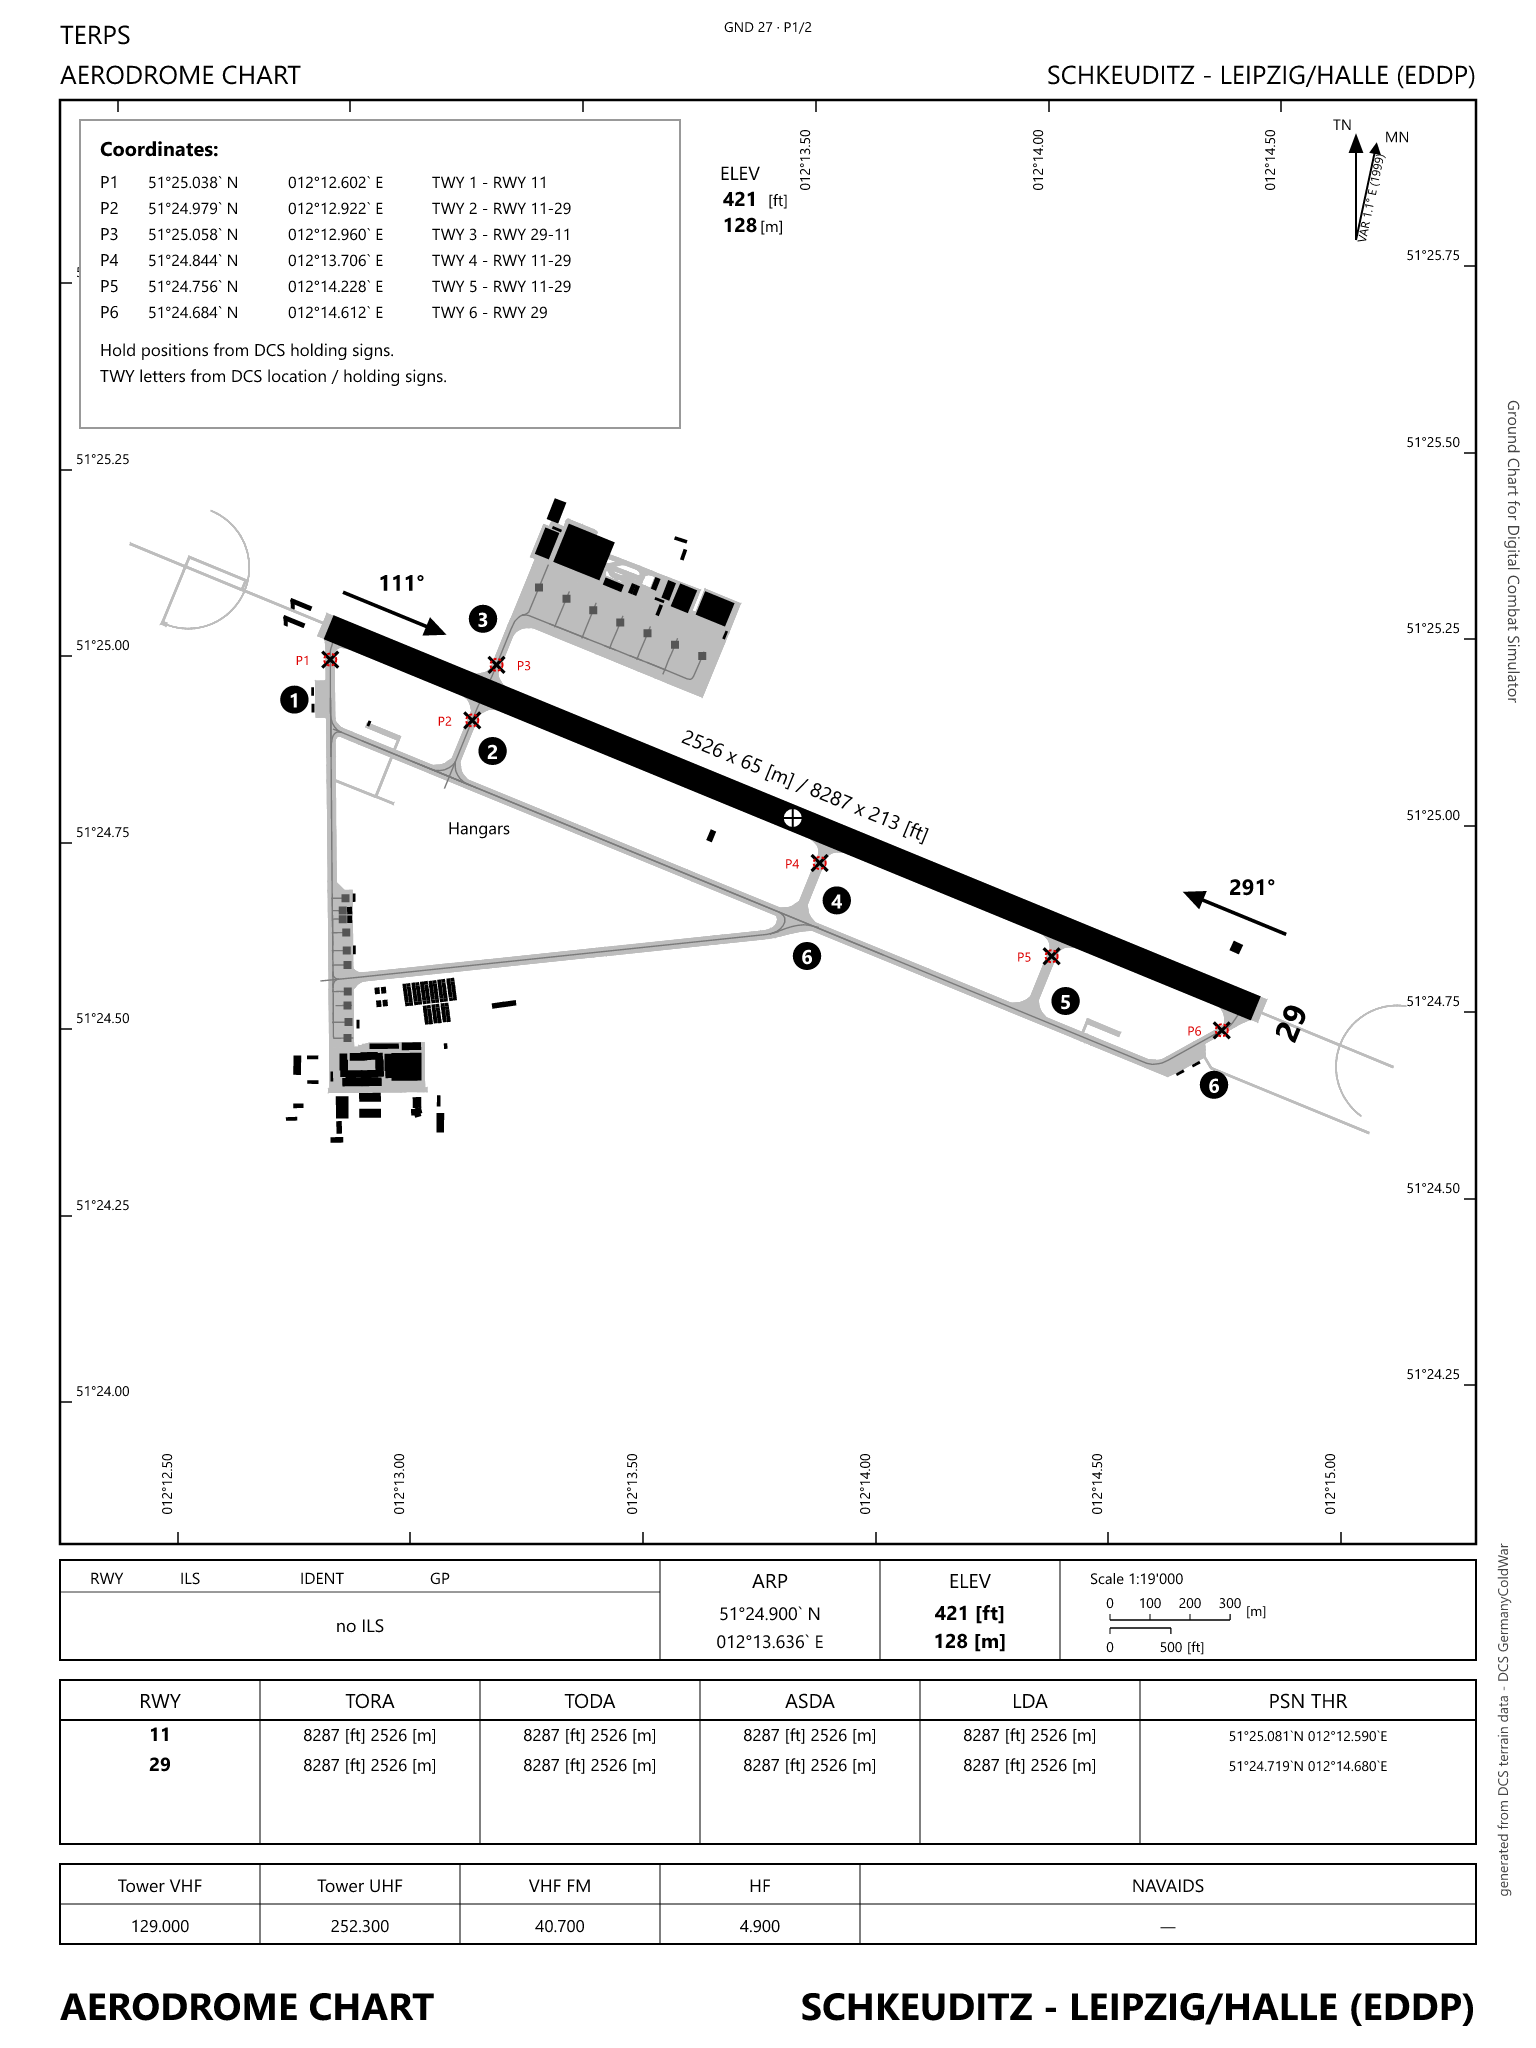 GND 27 · P1/2
TERPS
AERODROME CHART
SCHKEUDITZ - LEIPZIG/HALLE (EDDP)
Coordinates:
P1 51°25.038` N 012°12.602` E TWY 1 - RWY 11
P2 51°24.979` N 012°12.922` E TWY 2 - RWY 11-29
P3 51°25.058` N 012°12.960` E TWY 3 - RWY 29-11
P4 51°24.844` N 012°13.706` E TWY 4 - RWY 11-29
P5 51°24.756` N 012°14.228` E TWY 5 - RWY 11-29
P6 51°24.684` N 012°14.612` E TWY 6 - RWY 29
Hold positions from DCS holding signs.
TWY letters from DCS location / holding signs.
ELEV
421 [ft]
128 [m]
012°13.50
012°14.00
012°14.50
TN
MN
VAR 1.1° E (1999)
51°25.75
51°25.50
51°25.25
51°25.00
51°24.75
51°24.50
51°24.25
51°25.25
51°25.00
51°24.75
51°24.50
51°24.25
51°24.00
11
111°
3
P1
P3
1
P2
2
2526 x 65 [m] / 8287 x 213 [ft]
Hangars
P4
4
291°
6
P5
5
29
P6
6
012°12.50
012°13.00
012°13.50
012°14.00
012°14.50
012°15.00
Ground Chart for Digital Combat Simulator
generated from DCS terrain data - DCS GermanyColdWar
RWY ILS IDENT GP
no ILS
ARP
51°24.900` N
012°13.636` E
ELEV
421 [ft]
128 [m]
Scale 1:19'000
0 100 200 300 [m]
0 500 [ft]
RWY TORA TODA ASDA LDA PSN THR
11 8287 [ft] 2526 [m] 8287 [ft] 2526 [m] 8287 [ft] 2526 [m] 8287 [ft] 2526 [m] 51°25.081`N 012°12.590`E
29 8287 [ft] 2526 [m] 8287 [ft] 2526 [m] 8287 [ft] 2526 [m] 8287 [ft] 2526 [m] 51°24.719`N 012°14.680`E
Tower VHF Tower UHF VHF FM HF NAVAIDS
129.000 252.300 40.700 4.900 —
AERODROME CHART
SCHKEUDITZ - LEIPZIG/HALLE (EDDP)